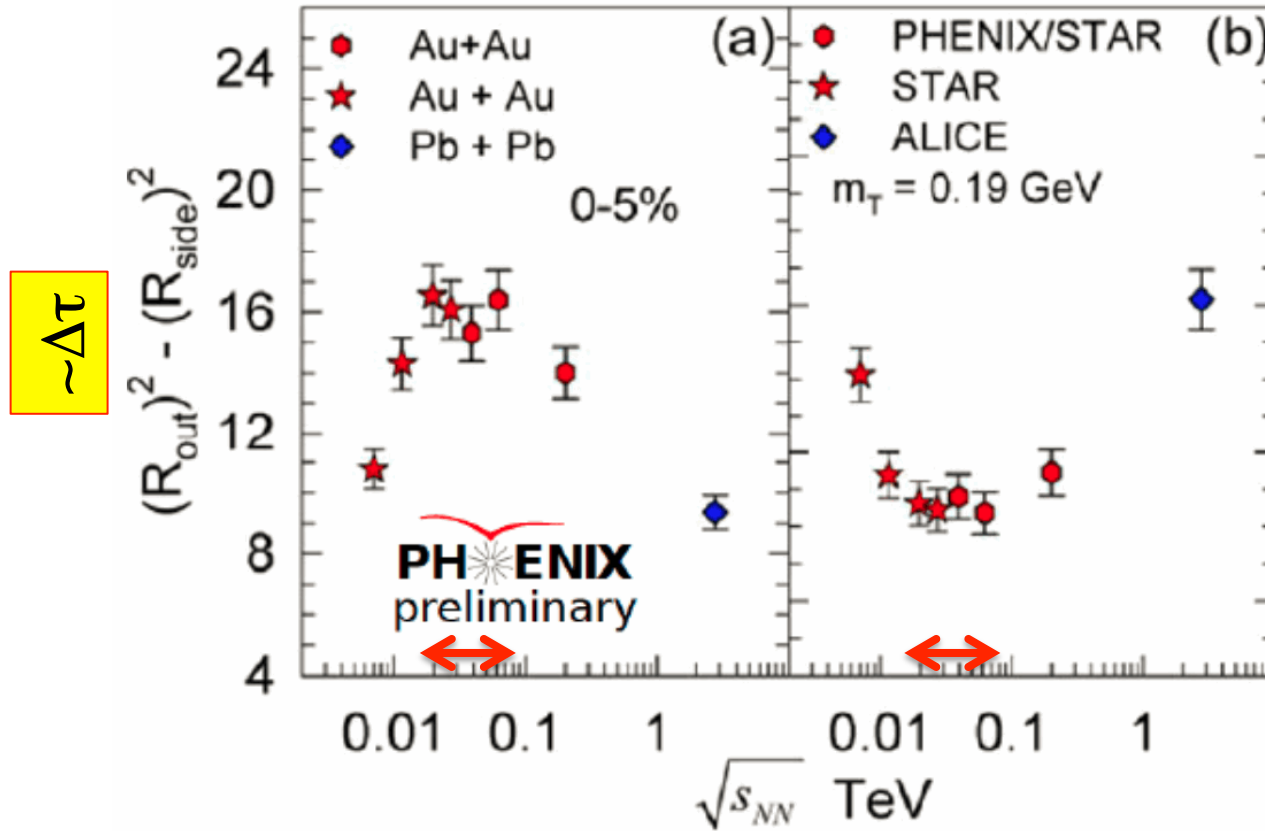 ~Δτ
(R_out)² - (R_side)²
24
20
16
12
8
4
Au+Au
Au + Au
Pb + Pb
(a)
0-5%
PHENIX
preliminary
0.01 0.1 1
PHENIX/STAR
STAR
ALICE
(b)
m_T = 0.19 GeV
0.01 0.1 1
√s_NN TeV